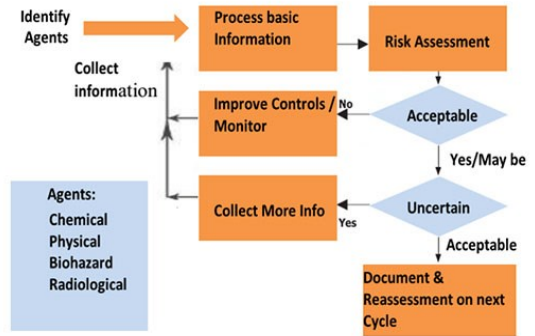 Identify
Agents
Process basic
Information
Risk Assessment
Collect
information
Improve Controls /
Monitor
No
Acceptable
Yes/May be
Agents:
Chemical
Physical
Biohazard
Radiological
Collect More Info
Yes
Uncertain
Acceptable
Document &
Reassessment on next
Cycle